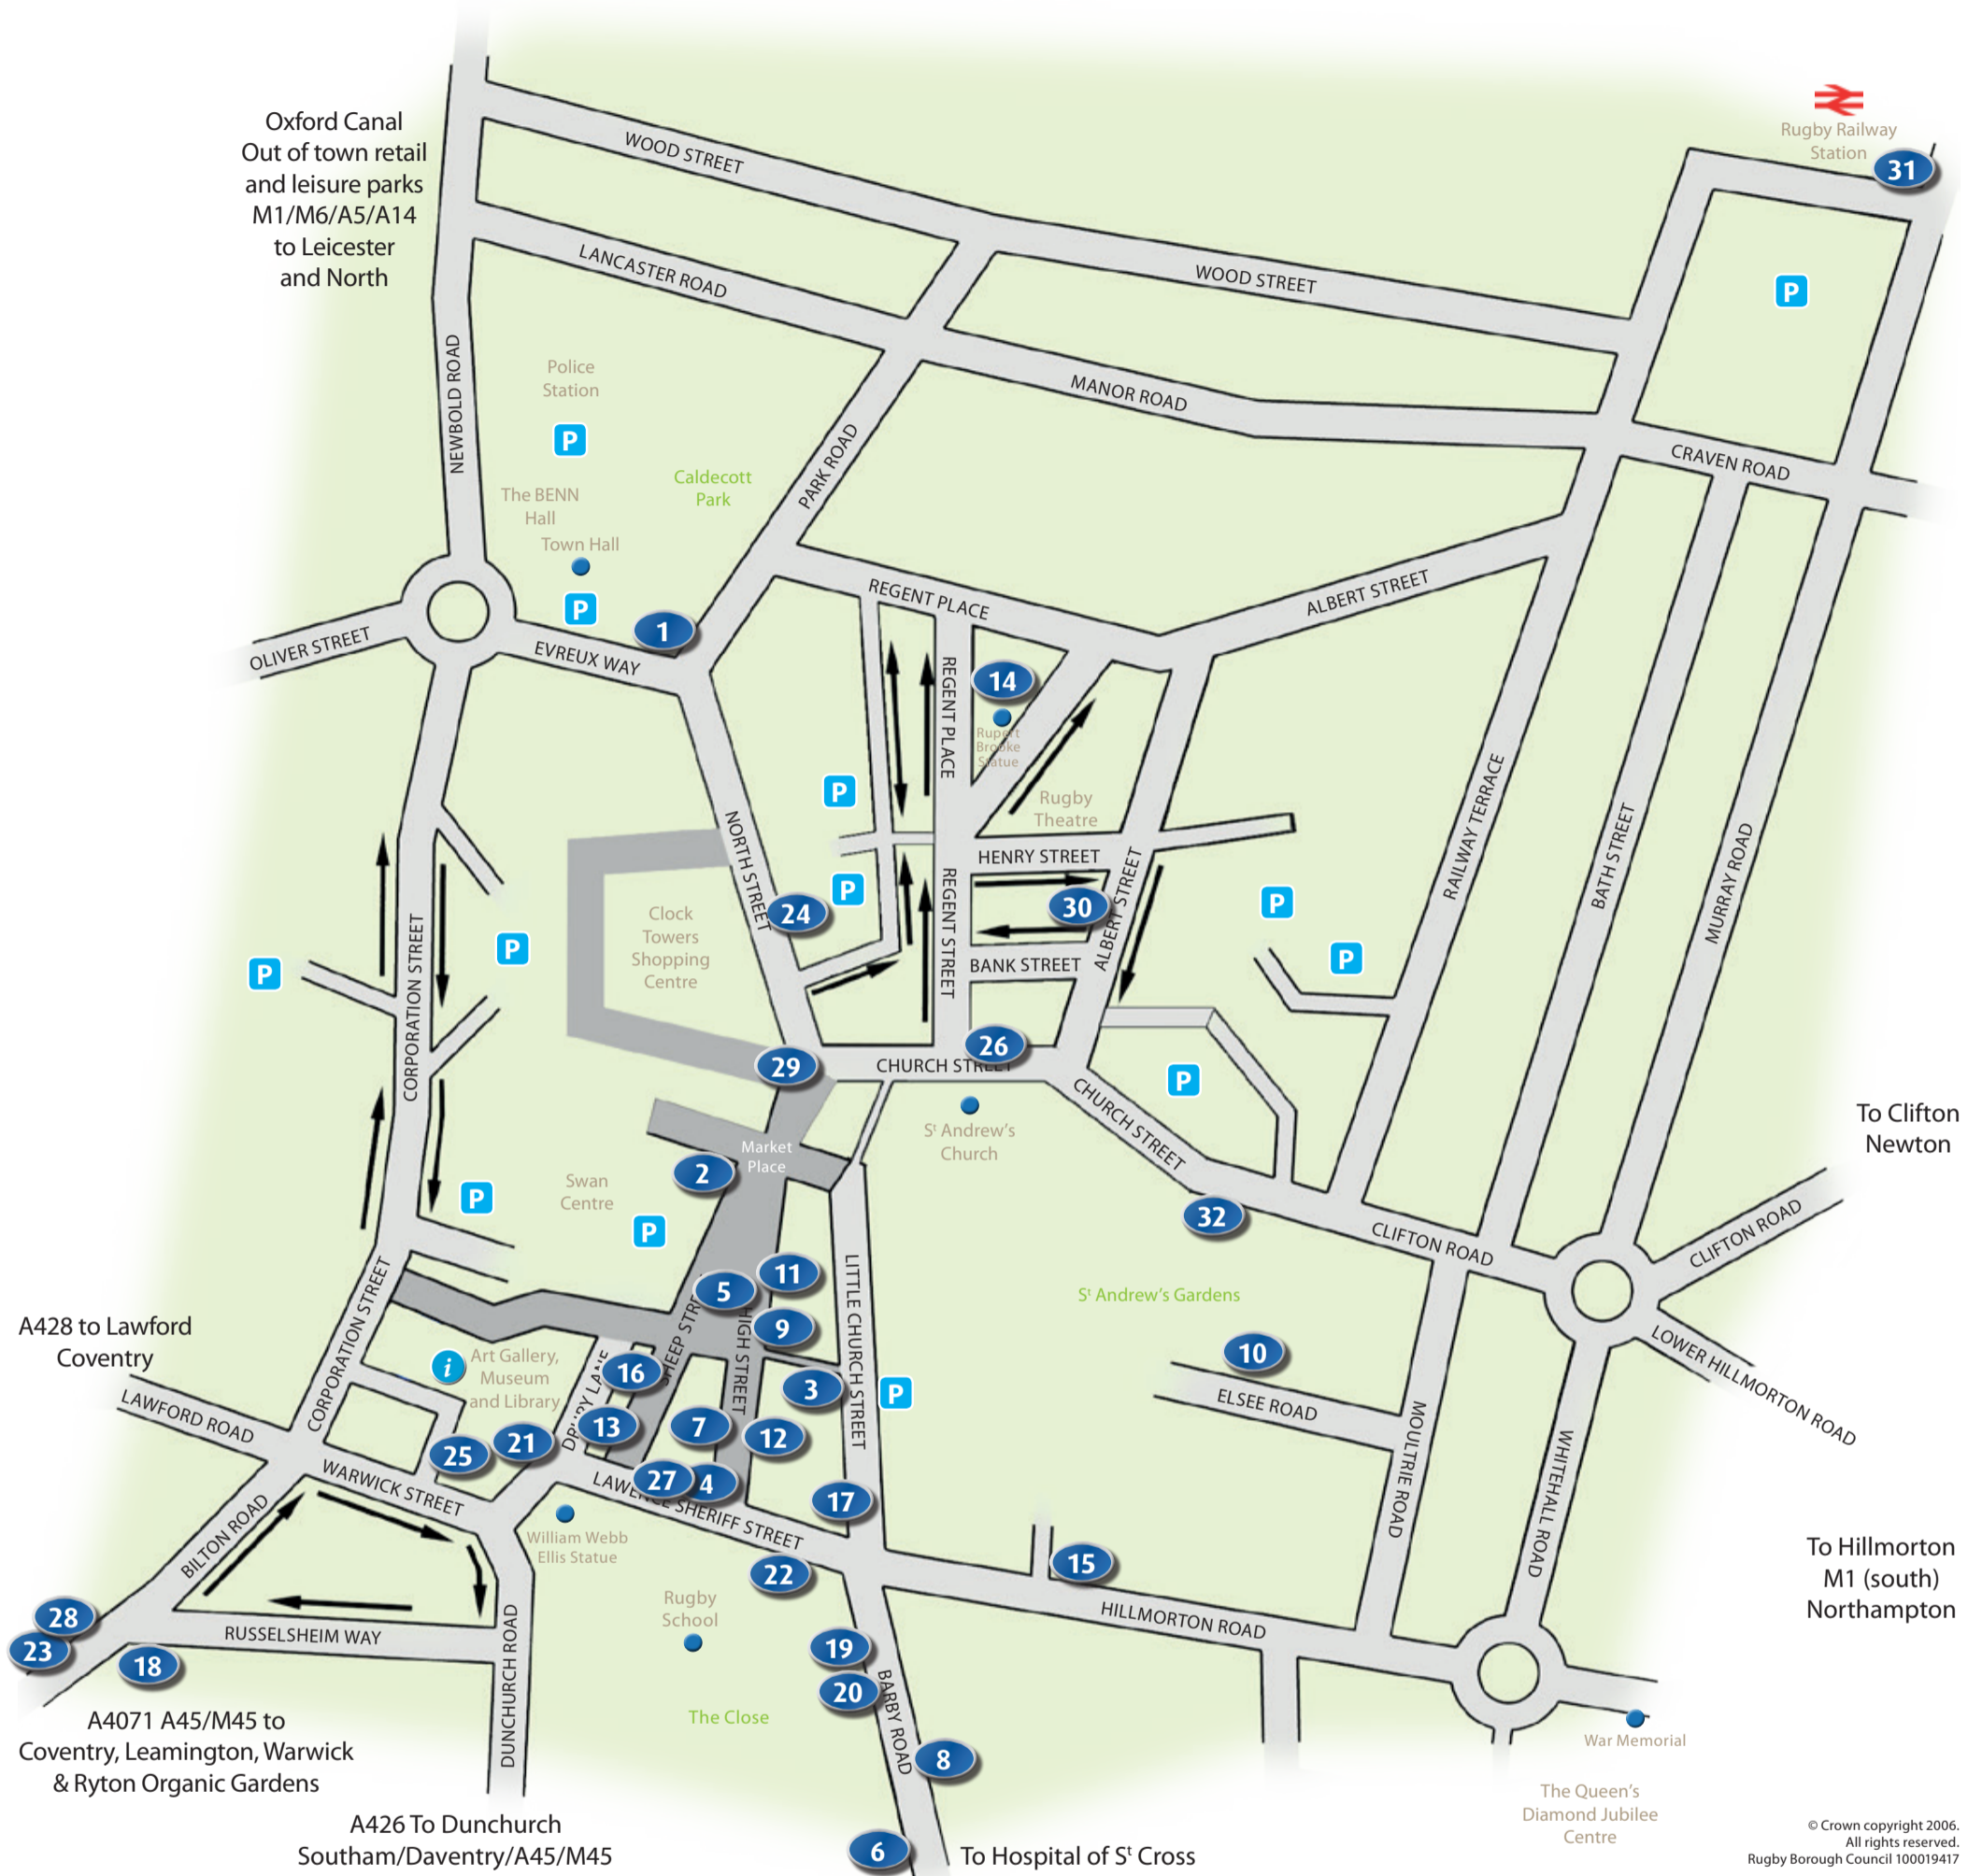 Oxford Canal
Out of town retail
and leisure parks
M1/M6/A5/A14
to Leicester
and North
WOOD STREET
Rugby Railway
Station
31
LANCASTER ROAD
WOOD STREET
P
NEWBOLD ROAD
Police
Station
P
MANOR ROAD
PARK ROAD
CRAVEN ROAD
Caldecott
Park
The BENN
Hall
Town Hall
P
REGENT PLACE
ALBERT STREET
1
OLIVER STREET
EVREUX WAY
REGENT PLACE
14
Rupert
Brooke
Statue
P
Rugby
Theatre
NORTH STREET
HENRY STREET
RAILWAY TERRACE
BATH STREET
MURRAY ROAD
P
24
REGENT STREET
30
ALBERT STREET
P
Clock
Towers
Shopping
Centre
P
P
CORPORATION STREET
BANK STREET
P
26
29
CHURCH STREET
P
CHURCH STREET
St Andrew's
Church
To Clifton
Newton
Market
Place
2
Swan
Centre
P
P
32
CLIFTON ROAD
CLIFTON ROAD
11
5
9
LITTLE CHURCH STREET
St Andrew's Gardens
LOWER HILLMORTON ROAD
A428 to Lawford
Coventry
CORPORATION STREET
i
Art Gallery,
Museum
and Library
DRURY LANE
16
SHEEP STREET
HIGH STREET
3
P
10
ELSEE ROAD
LAWFORD ROAD
13
7
12
25
21
MOULTRIE ROAD
WHITEHALL ROAD
WARWICK STREET
27
4
LAWENCE SHERIFF STREET
17
BILTON ROAD
William Webb
Ellis Statue
22
15
To Hillmorton
M1 (south)
Northampton
Rugby
School
HILLMORTON ROAD
28
23
RUSSELSHEIM WAY
18
DUNCHURCH ROAD
19
20
BARBY ROAD
The Close
8
War Memorial
A4071 A45/M45 to
Coventry, Leamington, Warwick
& Ryton Organic Gardens
The Queen's
Diamond Jubilee
Centre
A426 To Dunchurch
Southam/Daventry/A45/M45
6
To Hospital of St Cross
© Crown copyright 2006.
All rights reserved.
Rugby Borough Council 100019417